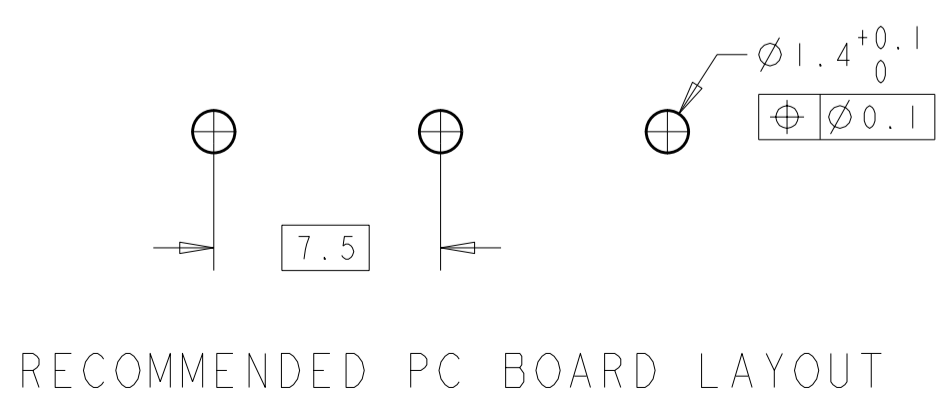 Ø1.4 +0.1
0
⌖ Ø0.1
7.5
RECOMMENDED PC BOARD LAYOUT